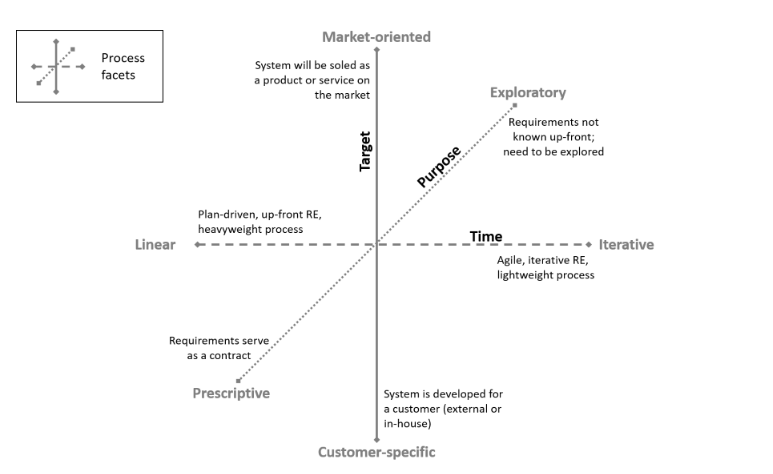 Market-oriented
Process
facets
System will be soled as
a product or service on
the market
Exploratory
Requirements not
known up-front;
need to be explored
Target
Purpose
Plan-driven, up-front RE,
heavyweight process
Linear
Time
Iterative
Agile, iterative RE,
lightweight process
Requirements serve
as a contract
Prescriptive
System is developed for
a customer (external or
in-house)
Customer-specific